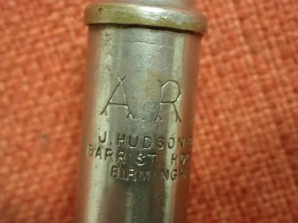 A.R
J. HUDSON
BARR ST. H
BIRMINGH